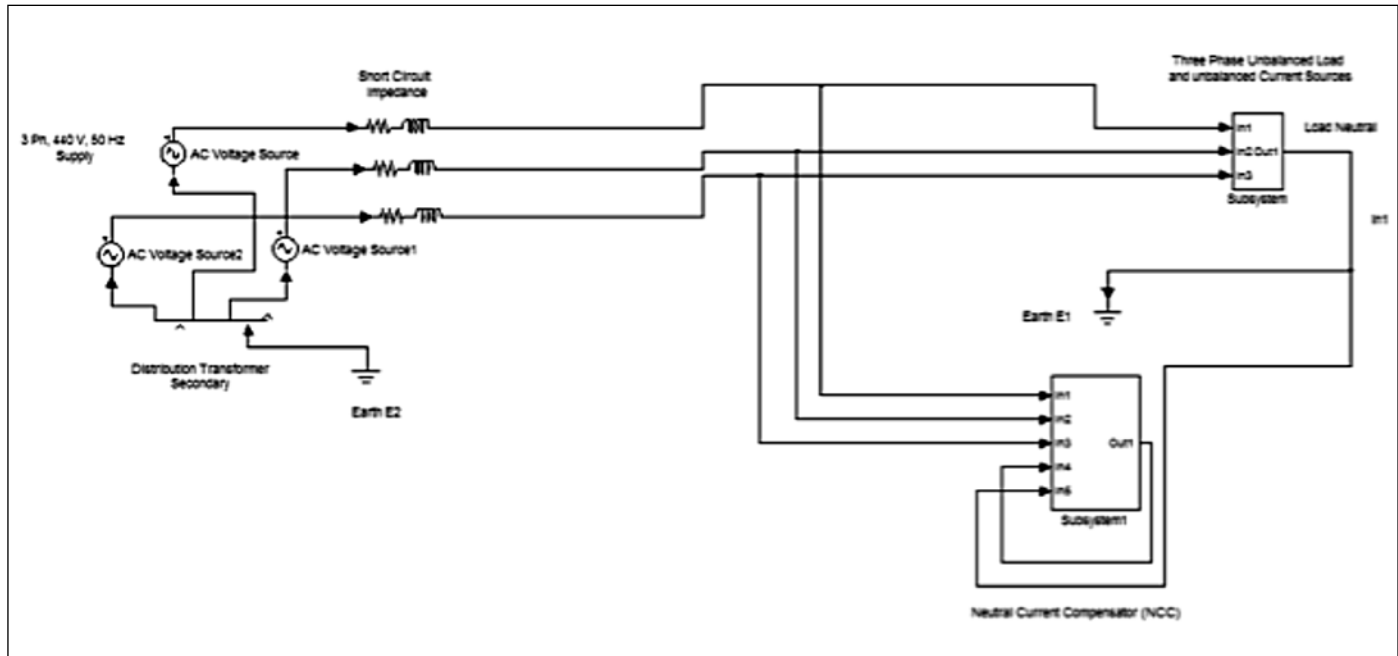 Three Phase Unbalanced Load
and unbalanced Current Sources
Short Circuit
Impedance
3 Ph, 440 V, 50 Hz
Supply
AC Voltage Source
In1
In2
Out1
In3
Subsystem
Load Neutral
In1
AC Voltage Source2
AC Voltage Source1
Distribution Transformer
Secondary
Earth E2
Earth E1
In1
In2
In3
Out1
In4
In5
Subsystem1
Neutral Current Compensator (NCC)